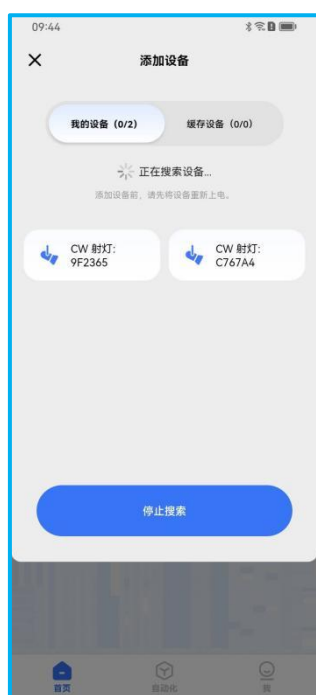 09:44
添加设备
我的设备（0/2） 缓存设备（0/0）
正在搜索设备...
添加设备前，请先将设备重新上电。
CW 射灯: CW 射灯:
9F2365 C767A4
停止搜索
首页 自动化 我